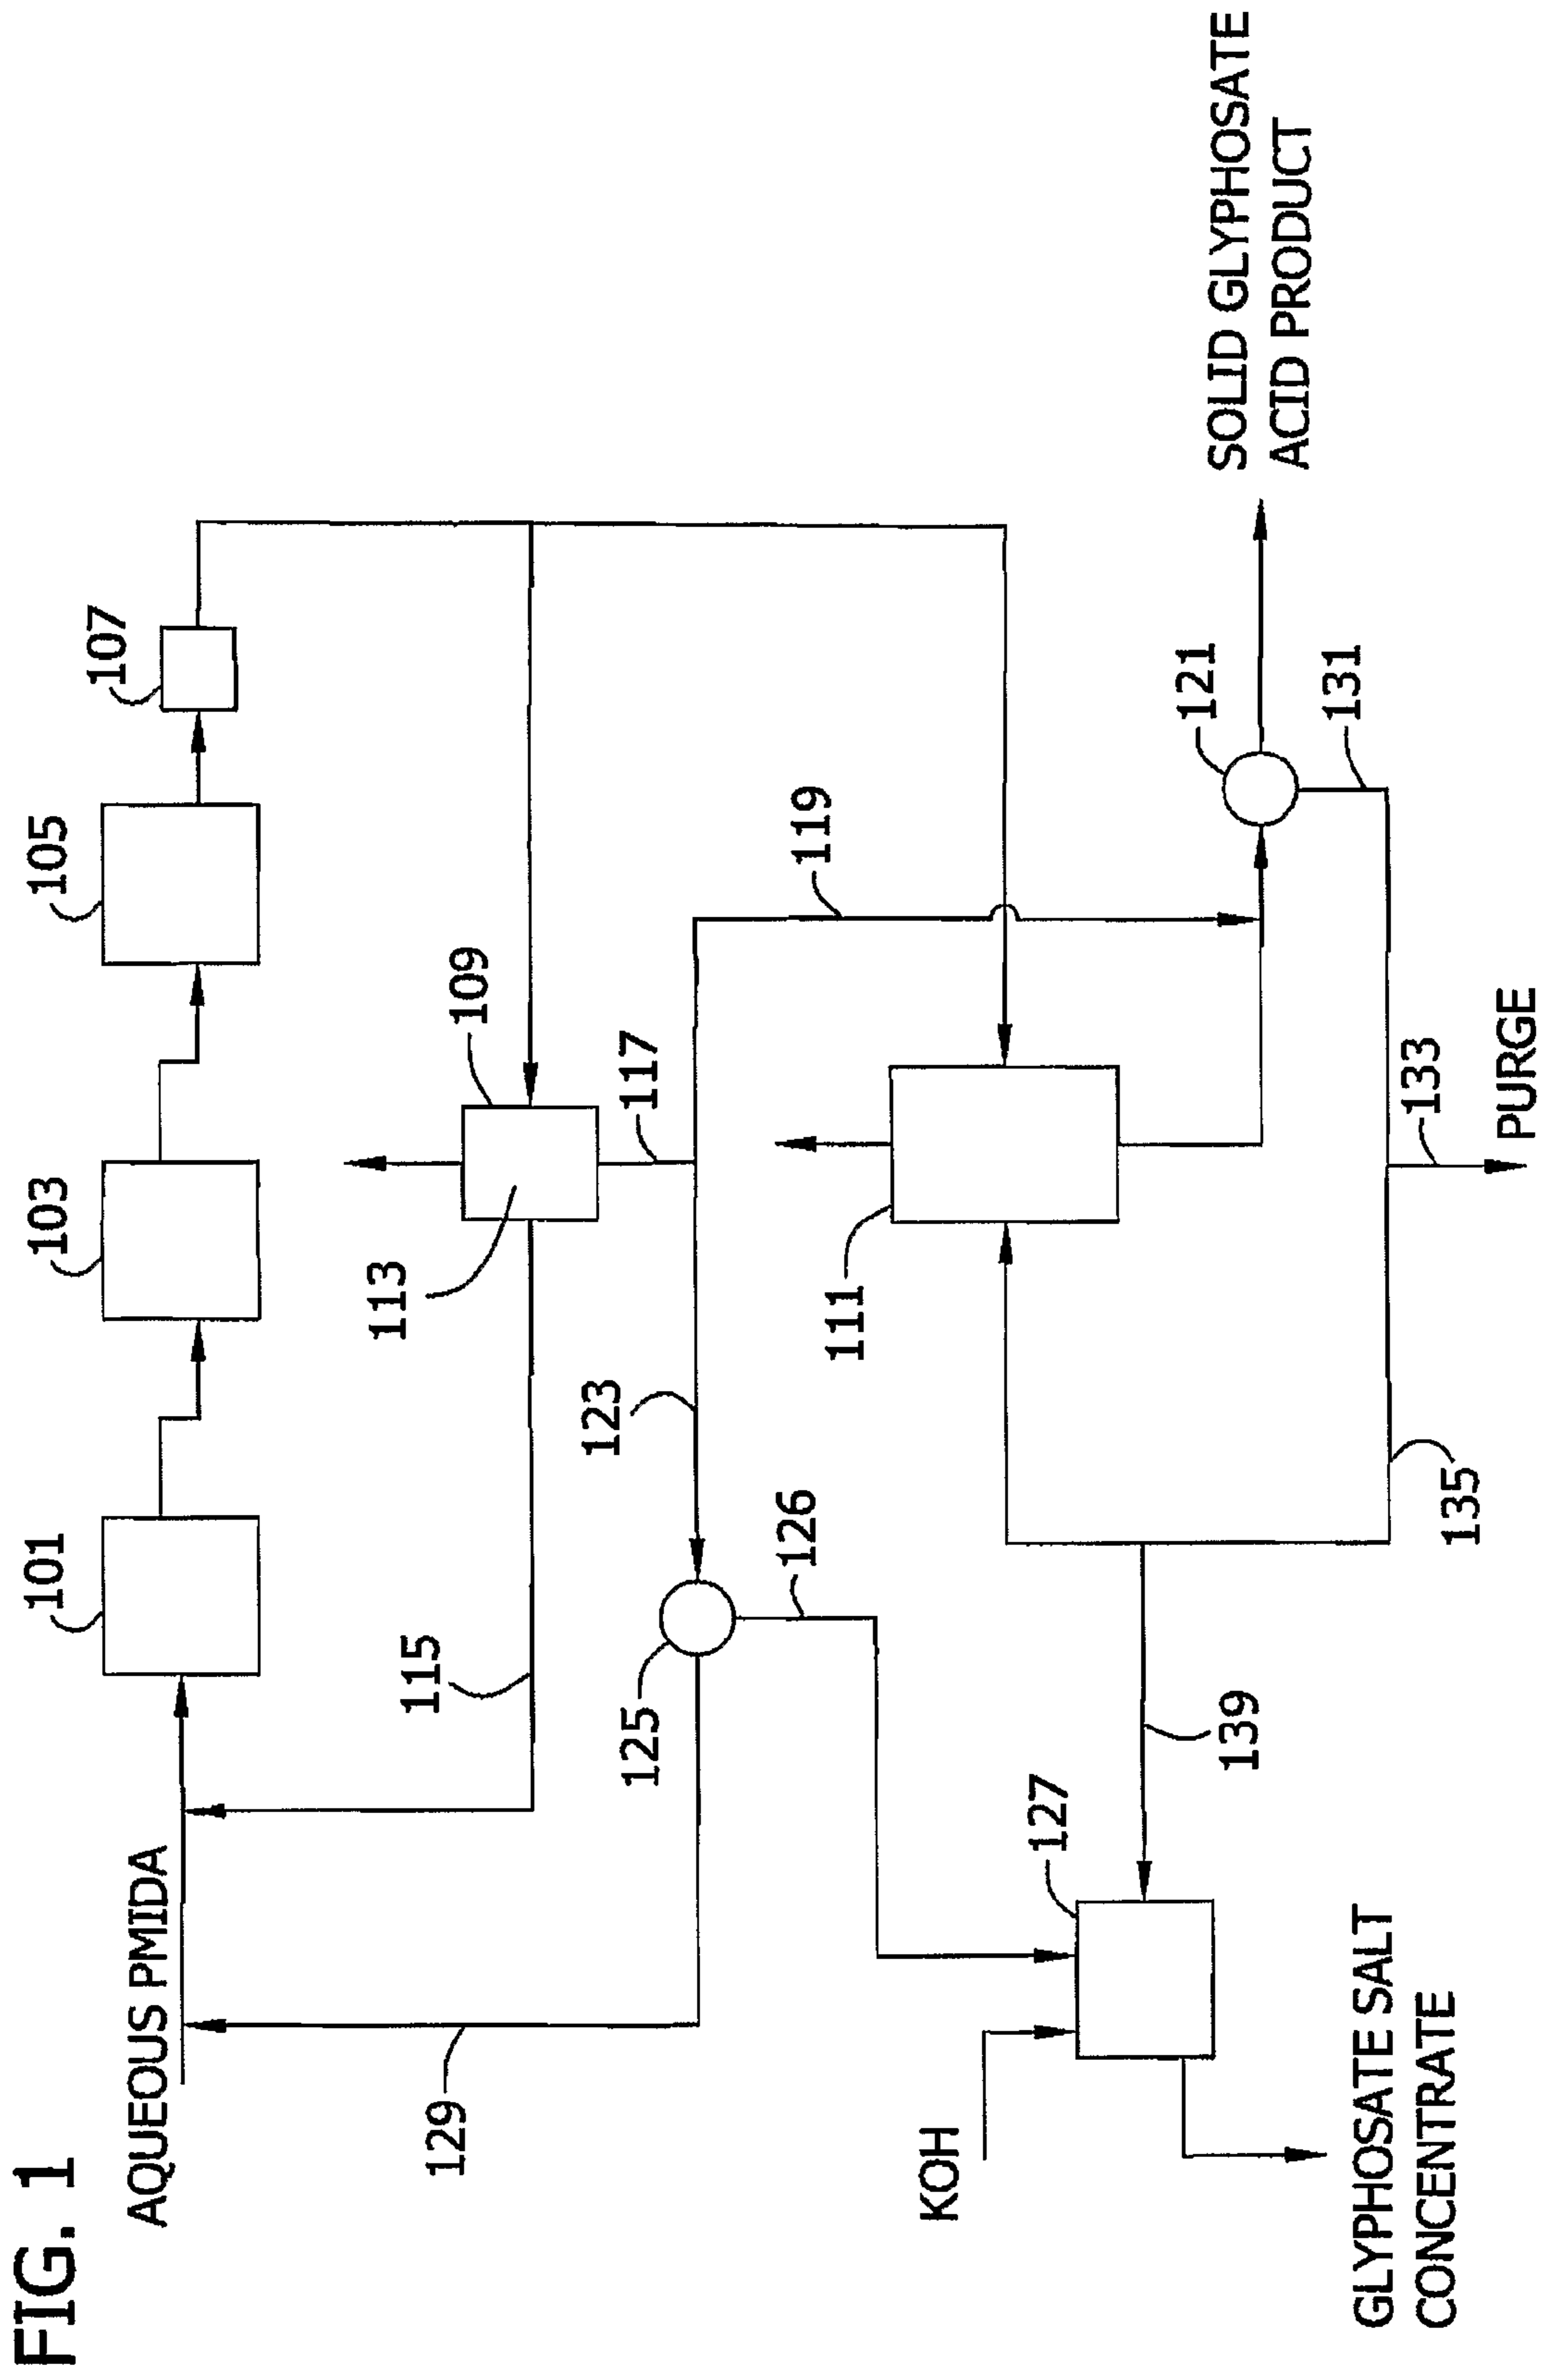 FIG. 1
AQUEOUS PMIDA
101
103
105
107
129
115
113
109
125
123
117
126
119
111
KOH
127
139
121
SOLID GLYPHOSATE
ACID PRODUCT
131
135
133
PURGE
GLYPHOSATE SALT
CONCENTRATE